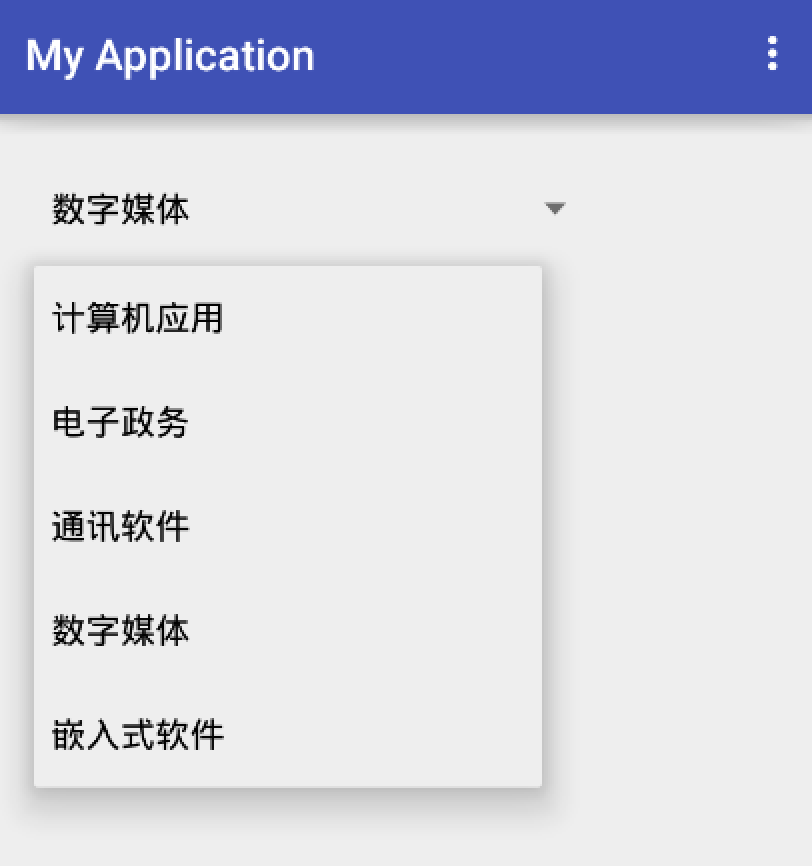 My Application
数字媒体
计算机应用
电子政务
通讯软件
数字媒体
嵌入式软件